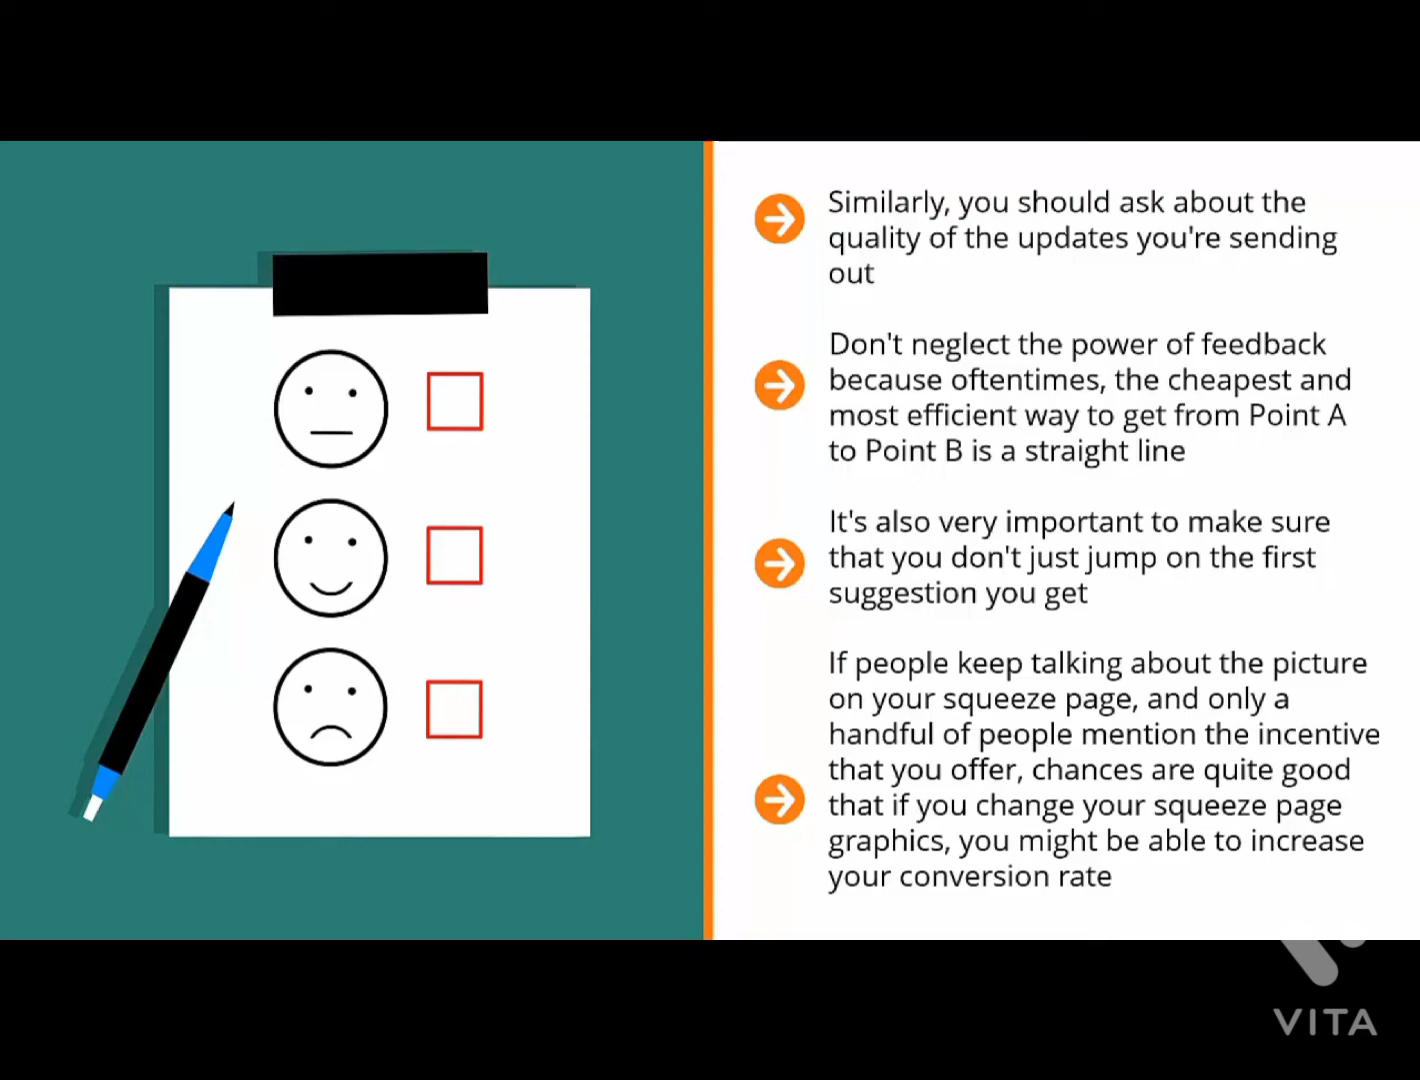 Similarly, you should ask about the
quality of the updates you're sending
out
Don't neglect the power of feedback
because oftentimes, the cheapest and
most efficient way to get from Point A
to Point B is a straight line
It's also very important to make sure
that you don't just jump on the first
suggestion you get
If people keep talking about the picture
on your squeeze page, and only a
handful of people mention the incentive
that you offer, chances are quite good
that if you change your squeeze page
graphics, you might be able to increase
your conversion rate
VITA